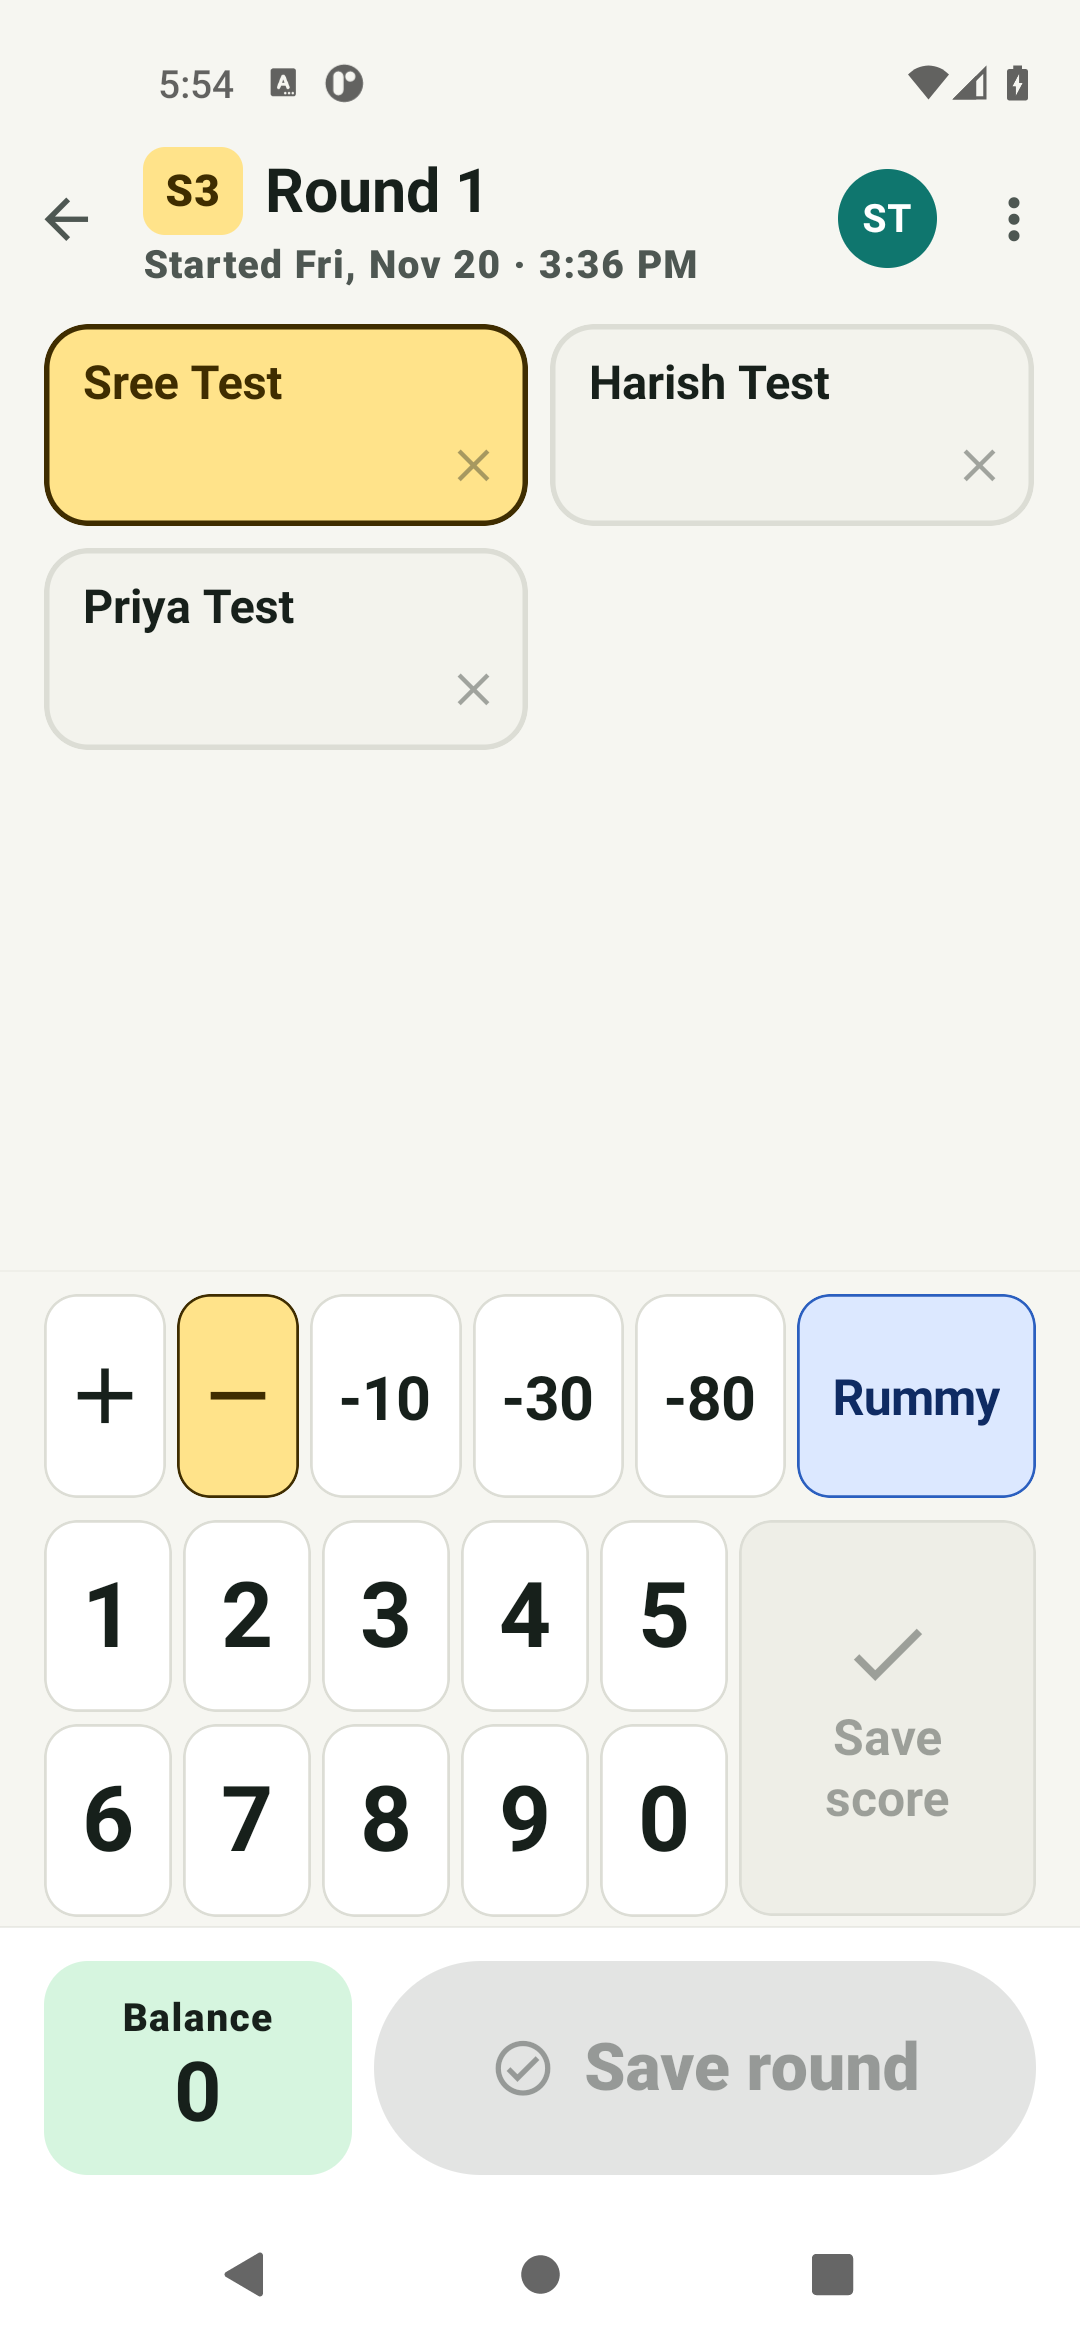 5:54
S3 Round 1
ST
Started Fri, Nov 20 · 3:36 PM
Sree Test
Harish Test
Priya Test
+ − -10 -30 -80 Rummy
1 2 3 4 5
Save
score
6 7 8 9 0
Balance
0
Save round